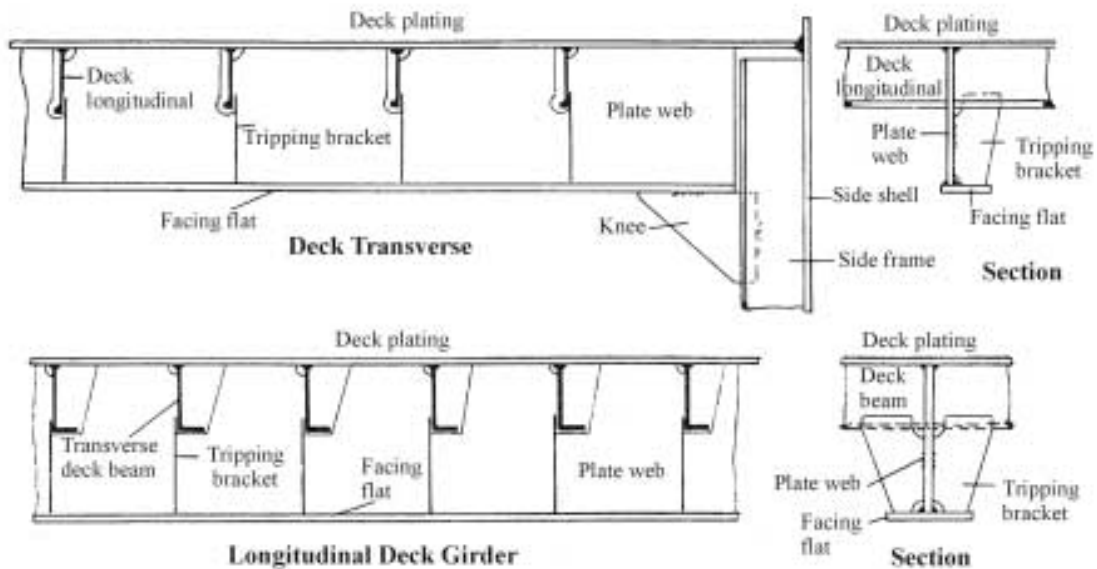 Deck plating
Deck
longitudinal
Tripping bracket
Plate web
Facing flat
Deck Transverse
Knee
Side shell
Side frame
Deck plating
Deck
longitudinal
Plate
web
Tripping
bracket
Facing flat
Section
Deck plating
Transverse
deck beam
Tripping
bracket
Facing
flat
Plate web
Longitudinal Deck Girder
Deck plating
Deck
beam
Plate web
Tripping
bracket
Facing
flat
Section